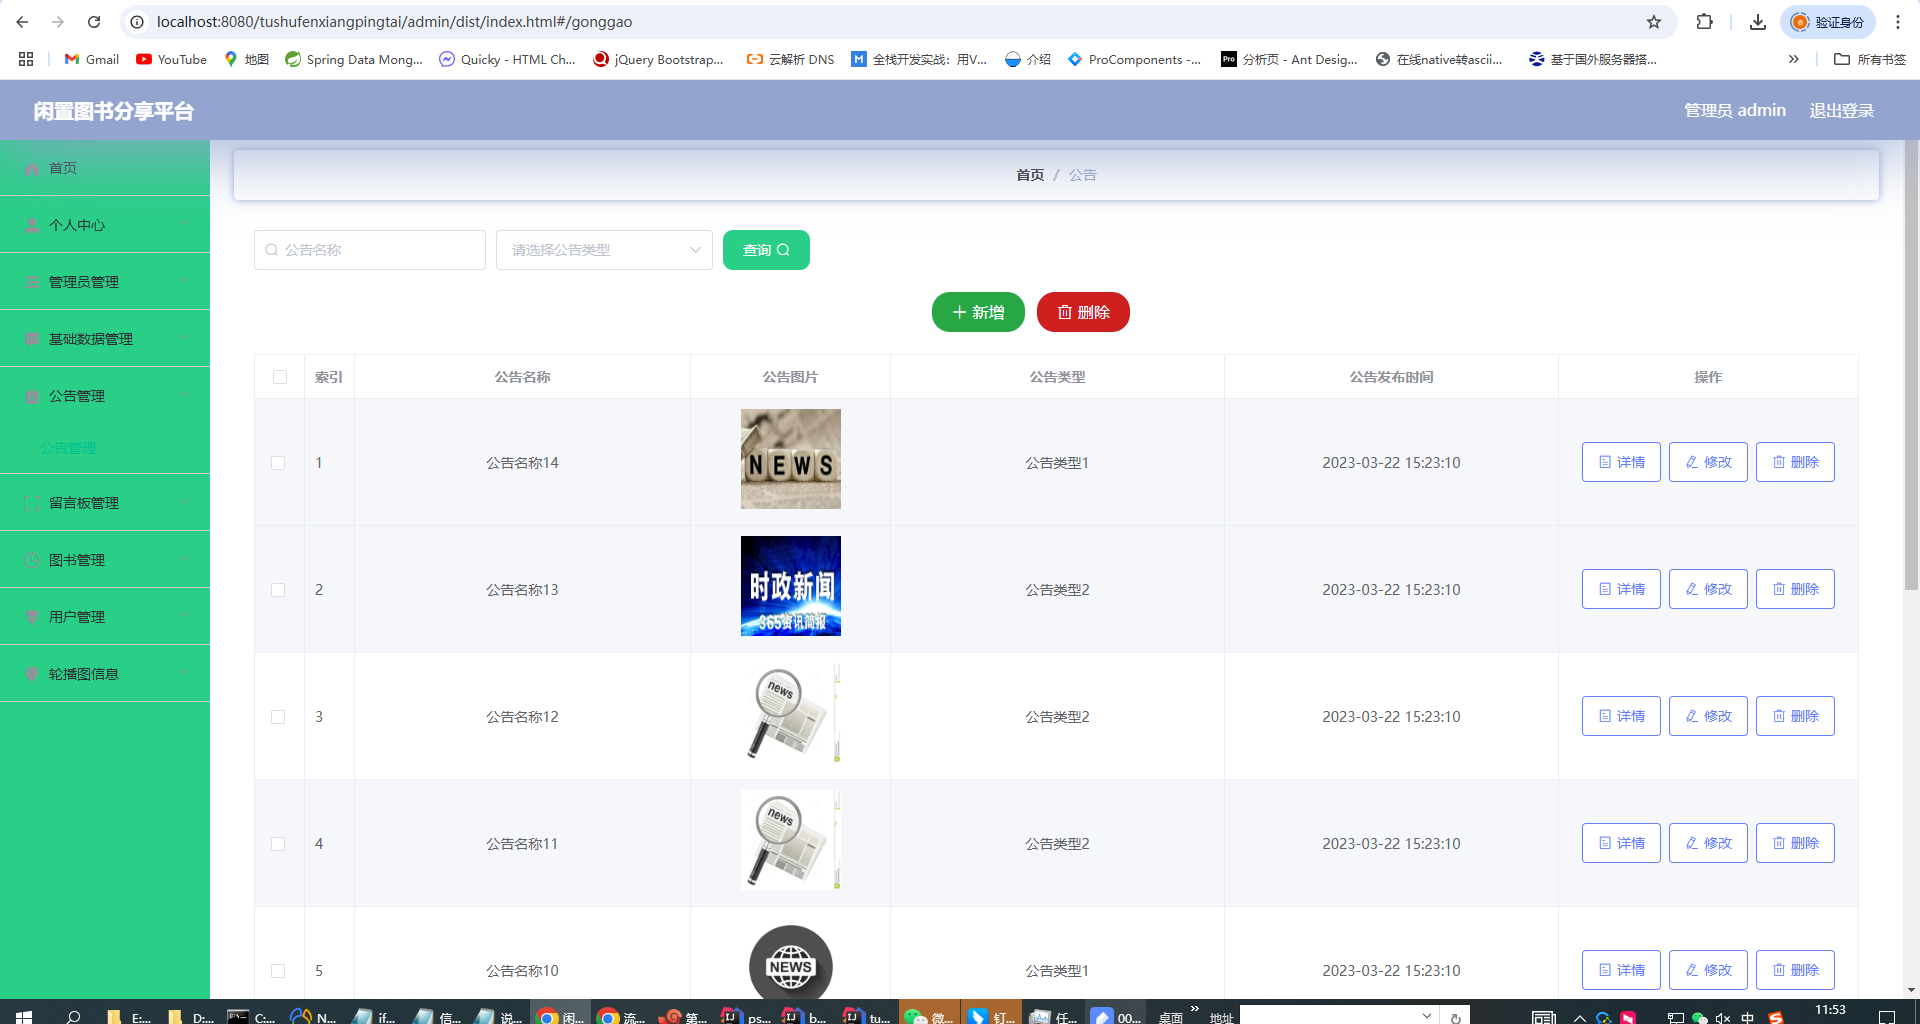 localhost:8080/tushufenxiangpingtai/admin/dist/index.html#/gonggao
验证身份
Gmail
YouTube
地图
Spring Data Mong...
Quicky - HTML Ch...
jQuery Bootstrap...
云解析 DNS
全栈开发实战：用V...
介绍
ProComponents -...
Pro
分析页 - Ant Desig...
在线native转ascii...
基于国外服务器搭...
所有书签
闲置图书分享平台
管理员 admin
退出登录
首页
个人中心
管理员管理
基础数据管理
公告管理
公告管理
留言板管理
图书管理
用户管理
轮播图信息
首页 / 公告
公告名称
请选择公告类型
查询
新增
删除
索引 公告名称 公告图片 公告类型 公告发布时间 操作
1 公告名称14 NEWS 公告类型1 2023-03-22 15:23:10 详情 修改 删除
2 公告名称13 时政新闻 365资讯简报 公告类型2 2023-03-22 15:23:10 详情 修改 删除
3 公告名称12 news 公告类型2 2023-03-22 15:23:10 详情 修改 删除
4 公告名称11 news 公告类型2 2023-03-22 15:23:10 详情 修改 删除
5 公告名称10 NEWS 公告类型1 2023-03-22 15:23:10 详情 修改 删除
E:...
D:...
C:...
N...
if...
信...
说...
闲...
流...
第...
ps...
b...
tu...
微...
钉...
任...
00...
桌面
地址
中
11:53